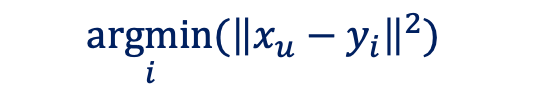 argmin(‖x_u − y_i‖²)
i